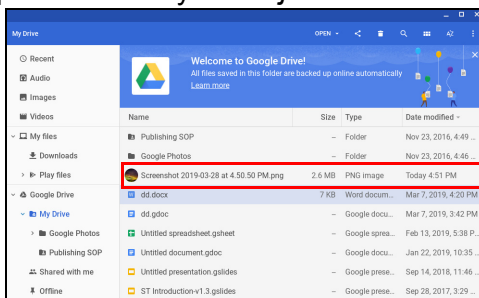 My Drive OPEN
Recent
Audio
Images
Videos
My files
Downloads
Play files
Google Drive
My Drive
Google Photos
Publishing SOP
Shared with me
Offline
Welcome to Google Drive!
All files saved in this folder are backed up online automatically
Learn more
Name Size Type Date modified
Publishing SOP – Folder Nov 23, 2016, 4:49 ...
Google Photos – Folder Nov 23, 2016, 4:46 ...
Screenshot 2019-03-28 at 4.50.50 PM.png 2.6 MB PNG image Today 4:51 PM
dd.docx 7 KB Word docum... Mar 7, 2019, 4:20 PM
dd.gdoc – Google docu... Mar 7, 2019, 3:42 PM
Untitled spreadsheet.gsheet – Google sprea... Feb 13, 2019, 5:38 P...
Untitled document.gdoc – Google docu... Jan 22, 2019, 10:35 ...
Untitled presentation.gslides – Google prese... Sep 14, 2018, 11:46 ...
ST Introduction-v1.3.gslides – Google prese... Sep 28, 2017, 3:29 ...